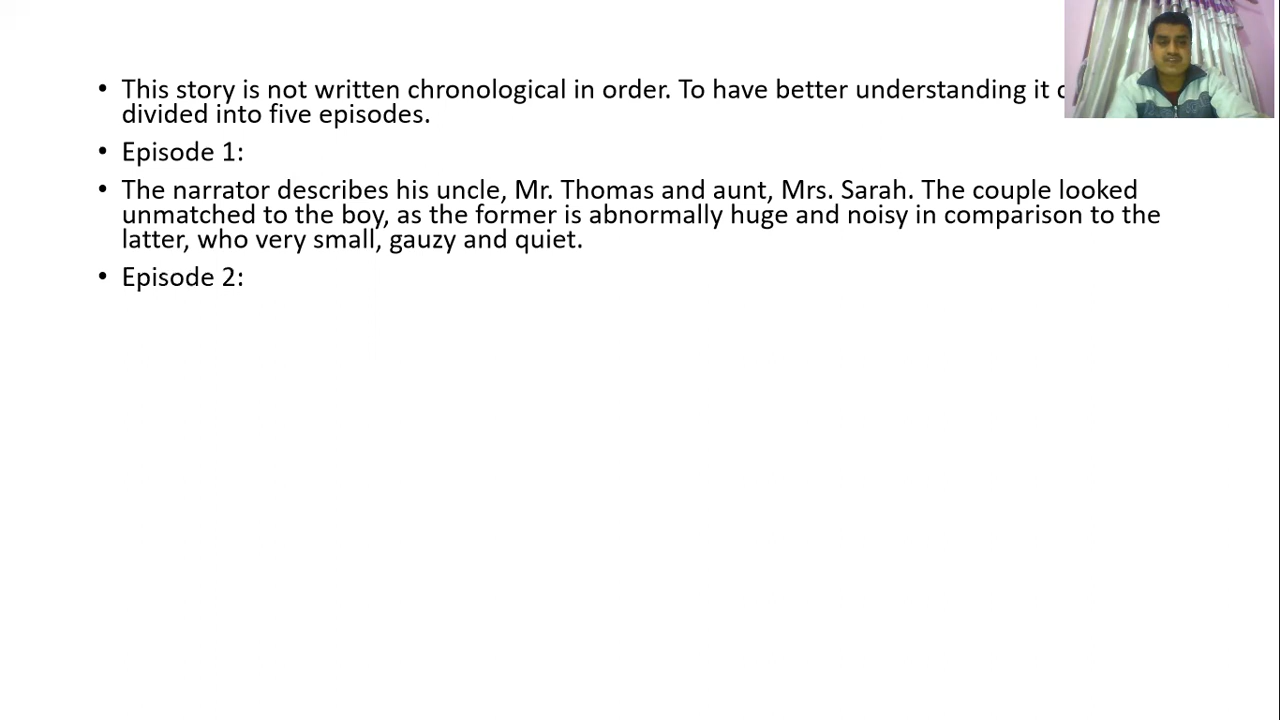 • This story is not written chronological in order. To have better understanding it
divided into five episodes.
• Episode 1:
• The narrator describes his uncle, Mr. Thomas and aunt, Mrs. Sarah. The couple looked
unmatched to the boy, as the former is abnormally huge and noisy in comparison to the
latter, who very small, gauzy and quiet.
• Episode 2: